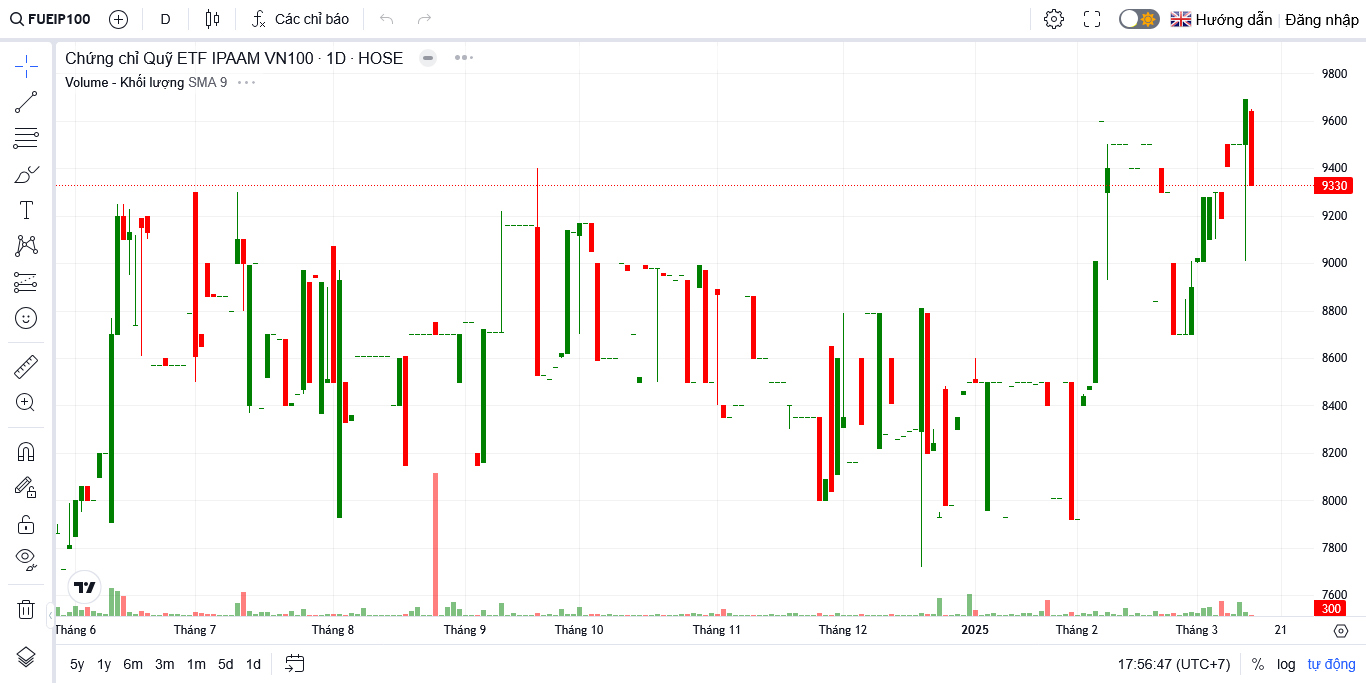 FUEIP100 D Các chỉ báo Hướng dẫn Đăng nhập
Chứng chỉ Quỹ ETF IPAAM VN100 · 1D · HOSE
Volume - Khối lượng SMA 9
9800
9600
9400
9330
9200
9000
8800
8600
8400
8200
8000
7800
7600
300
Tháng 6 Tháng 7 Tháng 8 Tháng 9 Tháng 10 Tháng 11 Tháng 12 2025 Tháng 2 Tháng 3 21
5y 1y 6m 3m 1m 5d 1d 17:56:47 (UTC+7) % log tự động